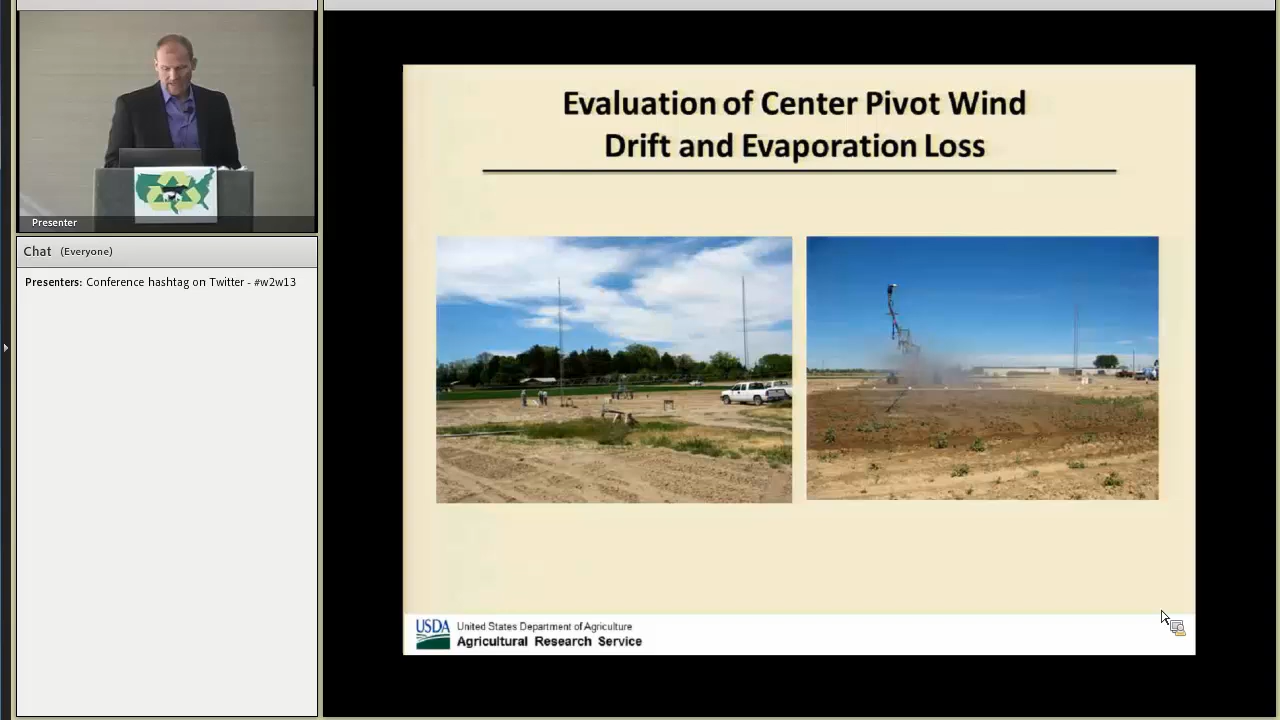 Presenter
Chat (Everyone)
Presenters: Conference hashtag on Twitter - #w2w13
Evaluation of Center Pivot Wind
Drift and Evaporation Loss
USDA
United States Department of Agriculture
Agricultural Research Service